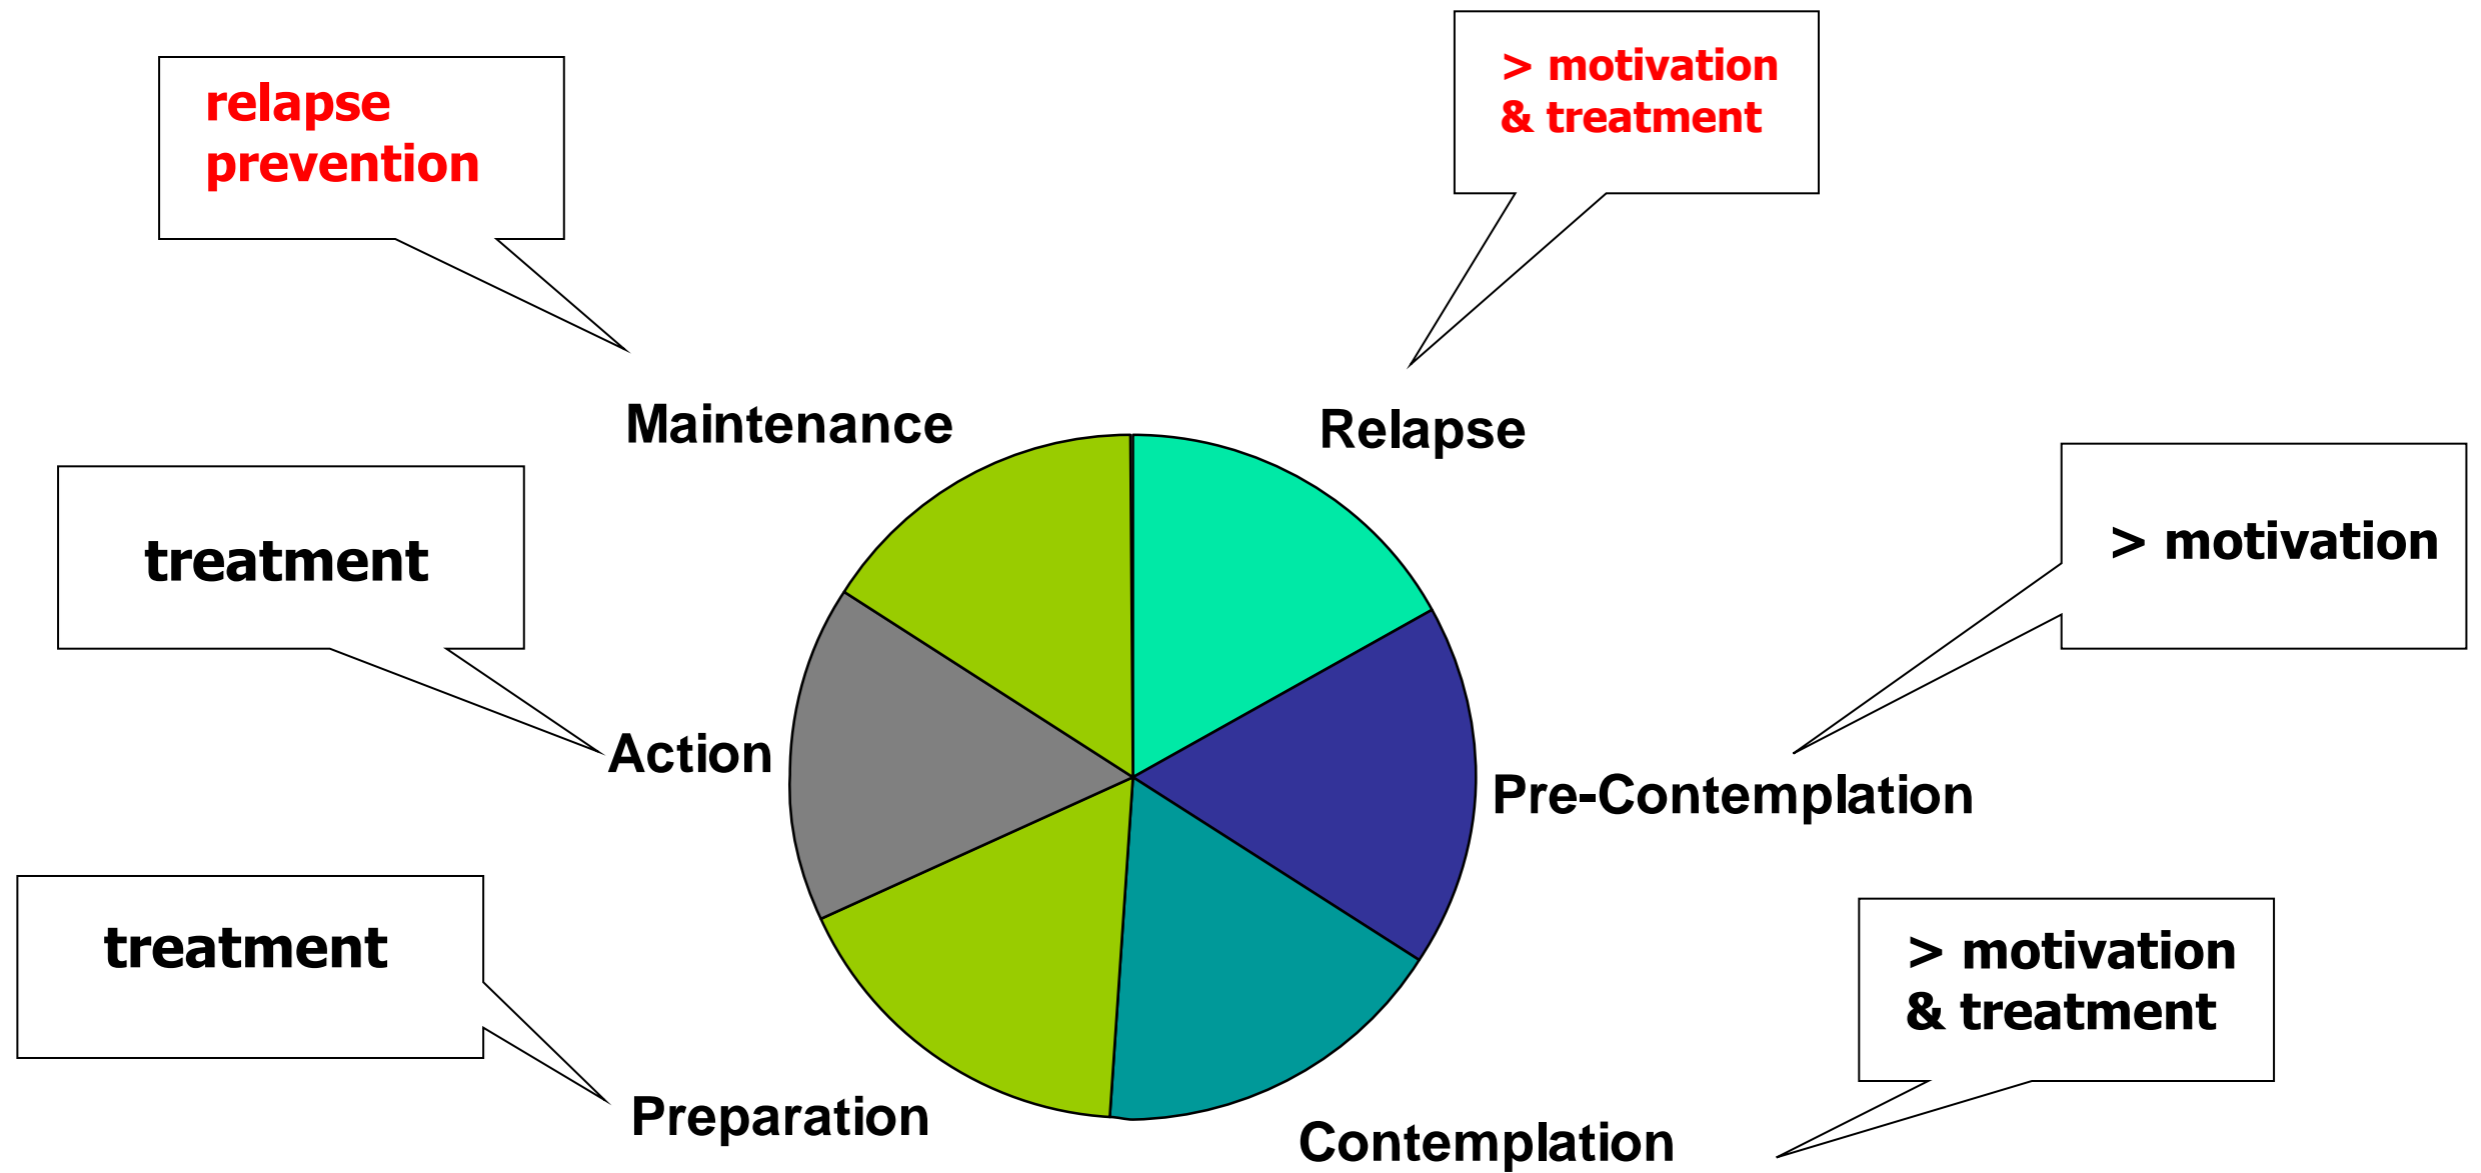 > motivation
& treatment
relapse
prevention
Maintenance
Relapse
treatment
> motivation
Action
Pre-Contemplation
treatment
> motivation
& treatment
Preparation
Contemplation